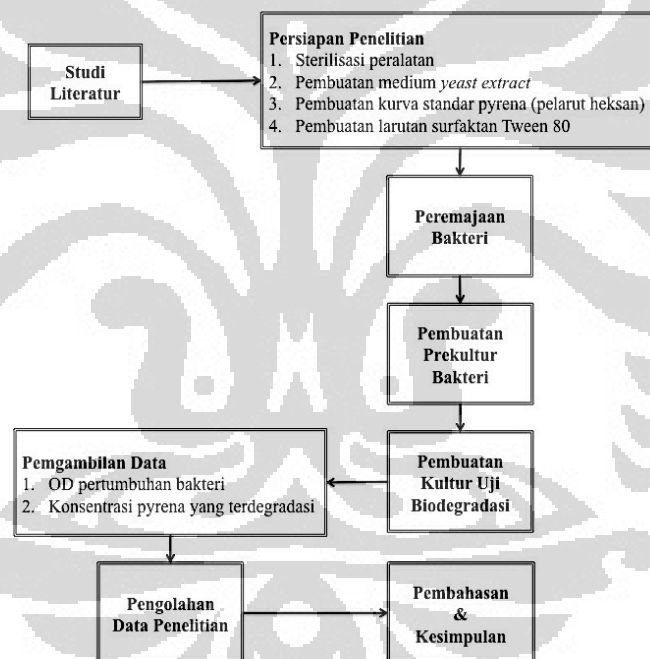 Studi
Literatur
Persiapan Penelitian
1. Sterilisasi peralatan
2. Pembuatan medium yeast extract
3. Pembuatan kurva standar pyrena (pelarut heksan)
4. Pembuatan larutan surfaktan Tween 80
Peremajaan
Bakteri
Pembuatan
Prekultur
Bakteri
Pembuatan
Kultur Uji
Biodegradasi
Pemgambilan Data
1. OD pertumbuhan bakteri
2. Konsentrasi pyrena yang terdegradasi
Pengolahan
Data Penelitian
Pembahasan
&
Kesimpulan